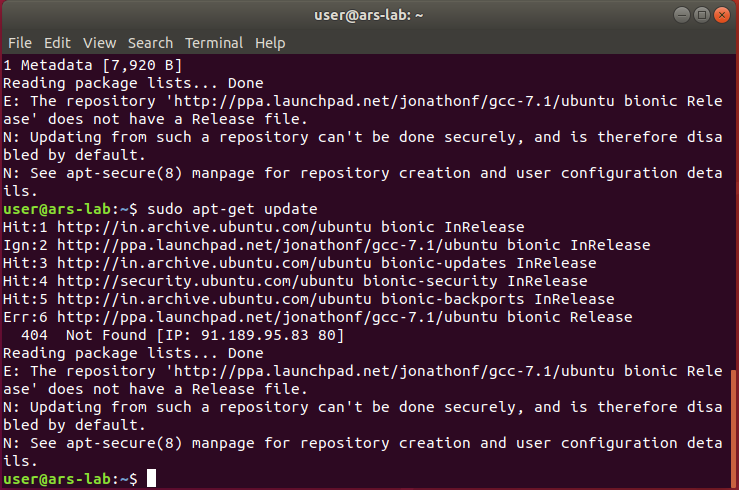 user@ars-lab: ~
File Edit View Search Terminal Help
1 Metadata [7,920 B]
Reading package lists... Done
E: The repository 'http://ppa.launchpad.net/jonathonf/gcc-7.1/ubuntu bionic Rele
ase' does not have a Release file.
N: Updating from such a repository can't be done securely, and is therefore disa
bled by default.
N: See apt-secure(8) manpage for repository creation and user configuration deta
ils.
user@ars-lab:~$ sudo apt-get update
Hit:1 http://in.archive.ubuntu.com/ubuntu bionic InRelease
Ign:2 http://ppa.launchpad.net/jonathonf/gcc-7.1/ubuntu bionic InRelease
Hit:3 http://in.archive.ubuntu.com/ubuntu bionic-updates InRelease
Hit:4 http://security.ubuntu.com/ubuntu bionic-security InRelease
Hit:5 http://in.archive.ubuntu.com/ubuntu bionic-backports InRelease
Err:6 http://ppa.launchpad.net/jonathonf/gcc-7.1/ubuntu bionic Release
  404  Not Found [IP: 91.189.95.83 80]
Reading package lists... Done
E: The repository 'http://ppa.launchpad.net/jonathonf/gcc-7.1/ubuntu bionic Rele
ase' does not have a Release file.
N: Updating from such a repository can't be done securely, and is therefore disa
bled by default.
N: See apt-secure(8) manpage for repository creation and user configuration deta
ils.
user@ars-lab:~$